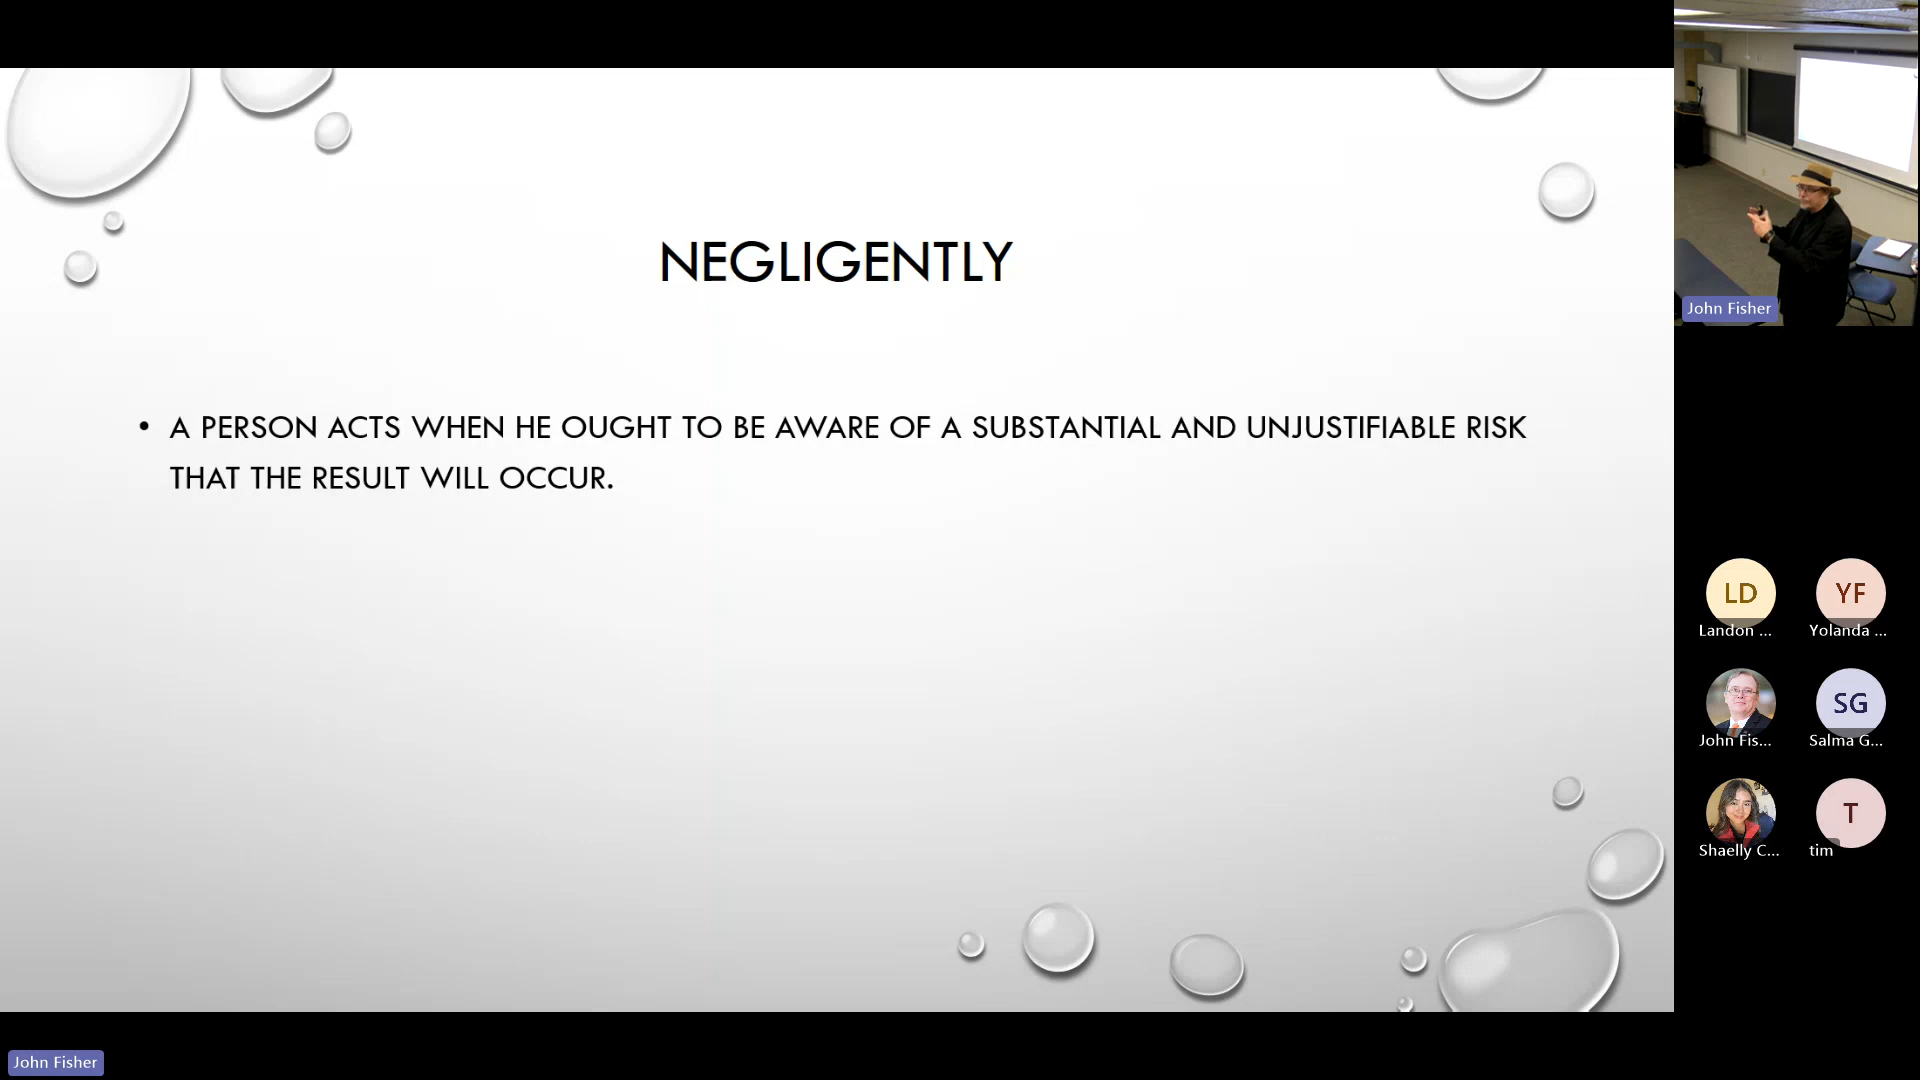 NEGLIGENTLY
• A PERSON ACTS WHEN HE OUGHT TO BE AWARE OF A SUBSTANTIAL AND UNJUSTIFIABLE RISK
THAT THE RESULT WILL OCCUR.
John Fisher
LD
YF
Landon ...
Yolanda ...
SG
John Fis...
Salma G...
T
Shaelly C...
tim
John Fisher